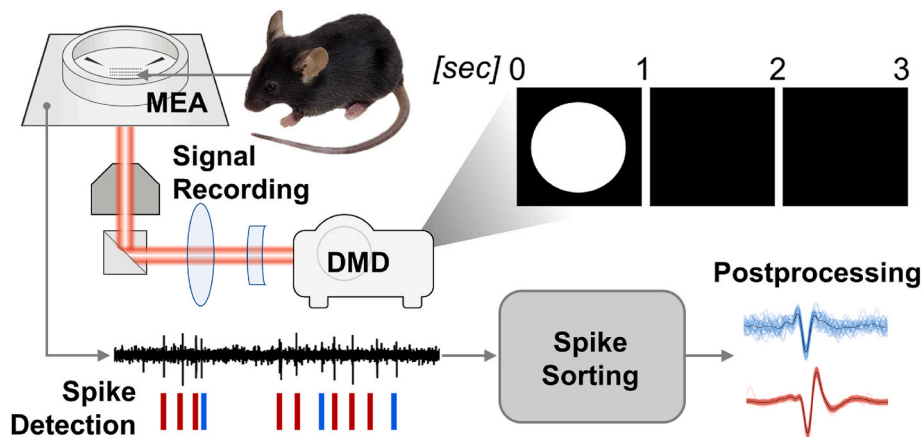 [sec] 0 1 2 3
MEA
Signal
Recording
DMD
Postprocessing
Spike
Sorting
Spike
Detection